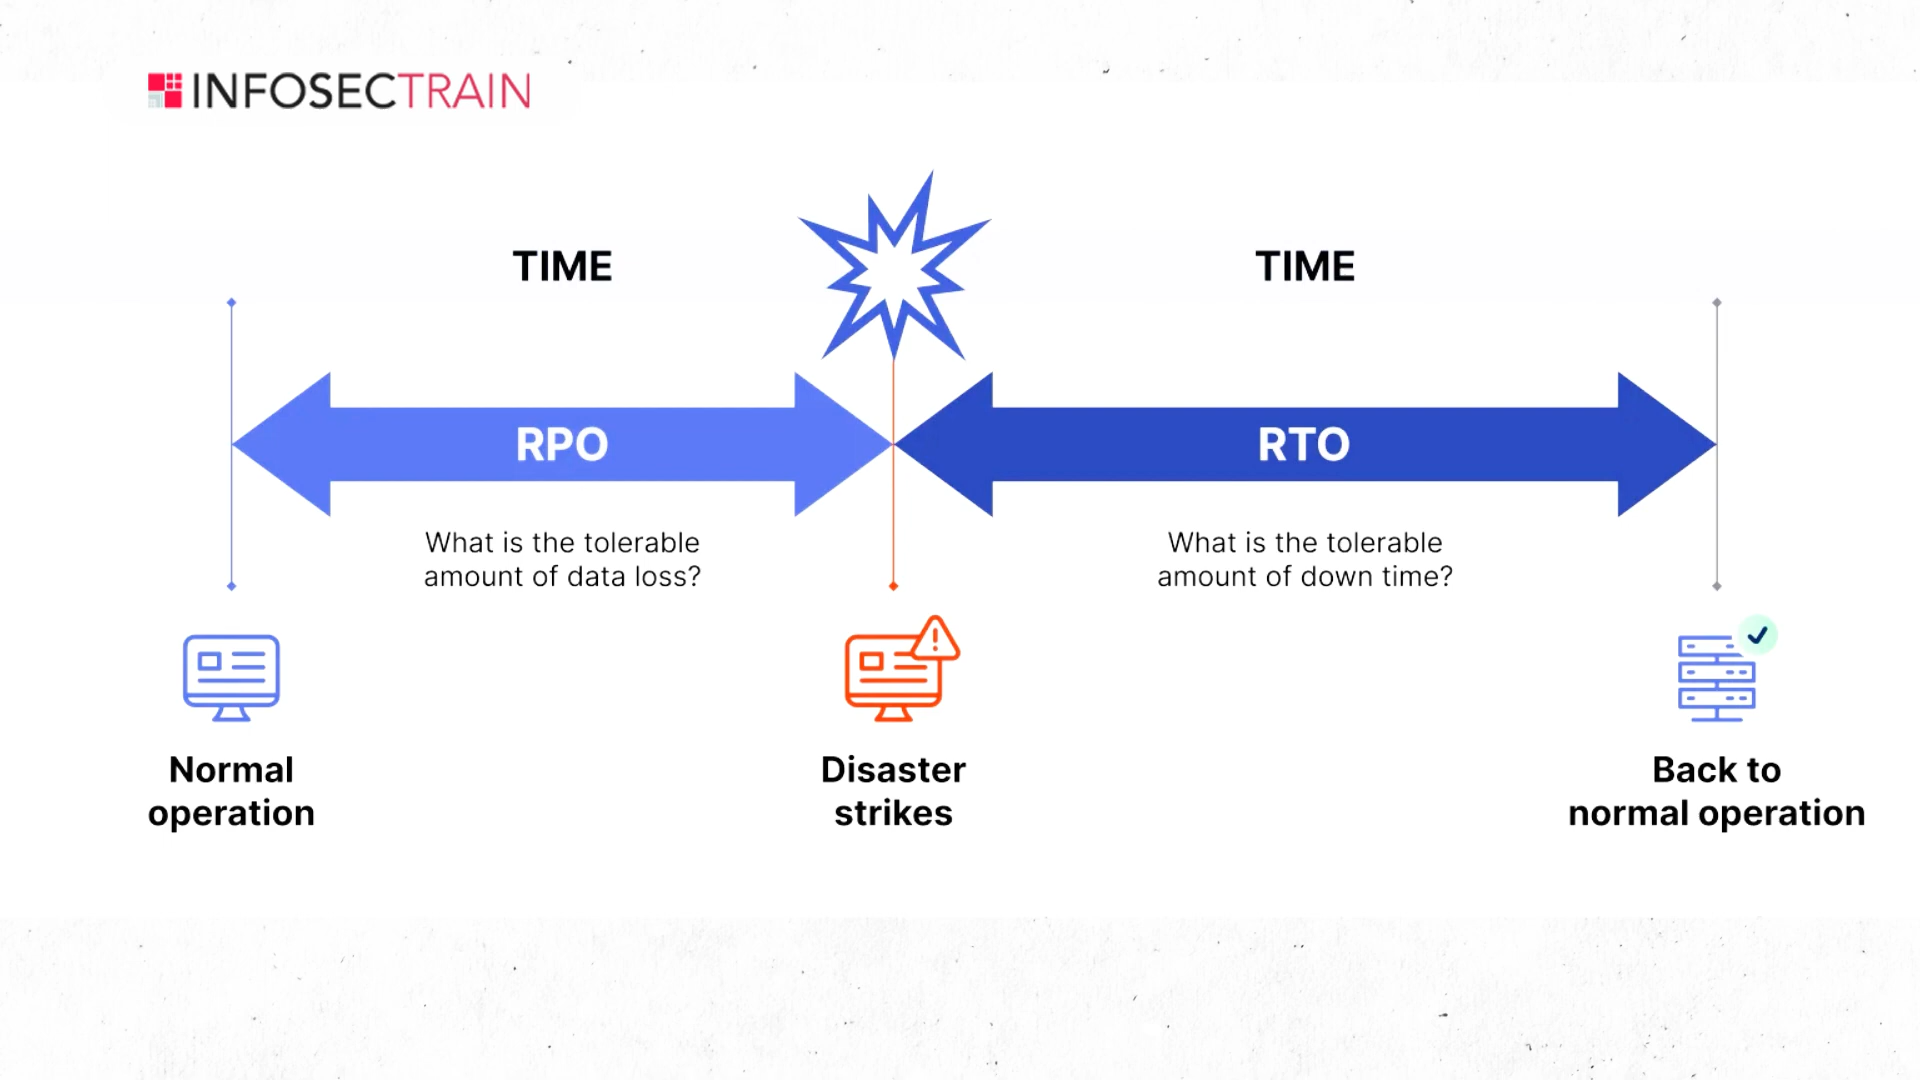 INFOSECTRAIN
TIME
TIME
RPO
RTO
What is the tolerable
amount of data loss?
What is the tolerable
amount of down time?
Normal
operation
Disaster
strikes
Back to
normal operation